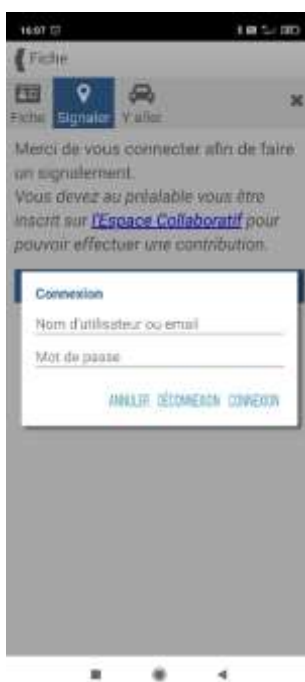 16:07
Fiche
Fiche Signaler Y aller
Merci de vous connecter afin de faire
un signalement.
Vous devez au préalable vous être
inscrit sur l'Espace Collaboratif pour
pouvoir effectuer une contribution.
Connexion
Nom d'utilisateur ou email
Mot de passe
ANNULER DÉCONNEXION CONNEXION